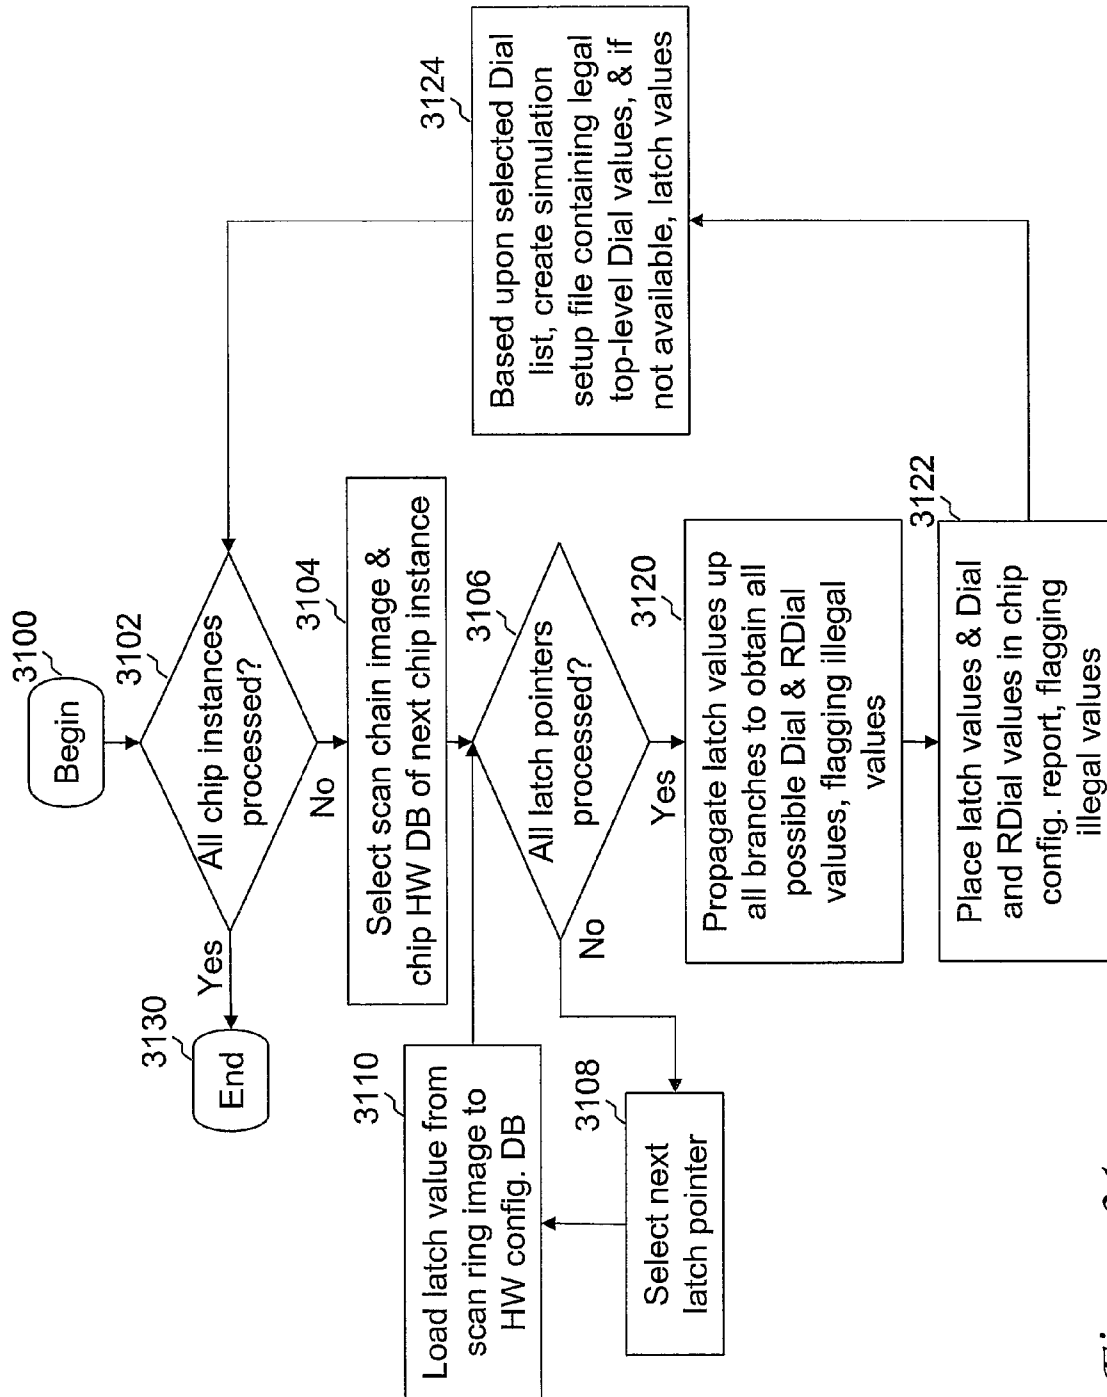 3100
Begin
3102
All chip instances
processed?
Yes
No
3130
End
3104
Select scan chain image &
chip HW DB of next chip instance
3106
All latch pointers
processed?
No
Yes
3108
Select next
latch pointer
3110
Load latch value from
scan ring image to
HW config. DB
3120
Propagate latch values up
all branches to obtain all
possible Dial & RDial
values, flagging illegal
values
3122
Place latch values & Dial
and RDial values in chip
config. report, flagging
illegal values
3124
Based upon selected Dial
list, create simulation
setup file containing legal
top-level Dial values, & if
not available, latch values